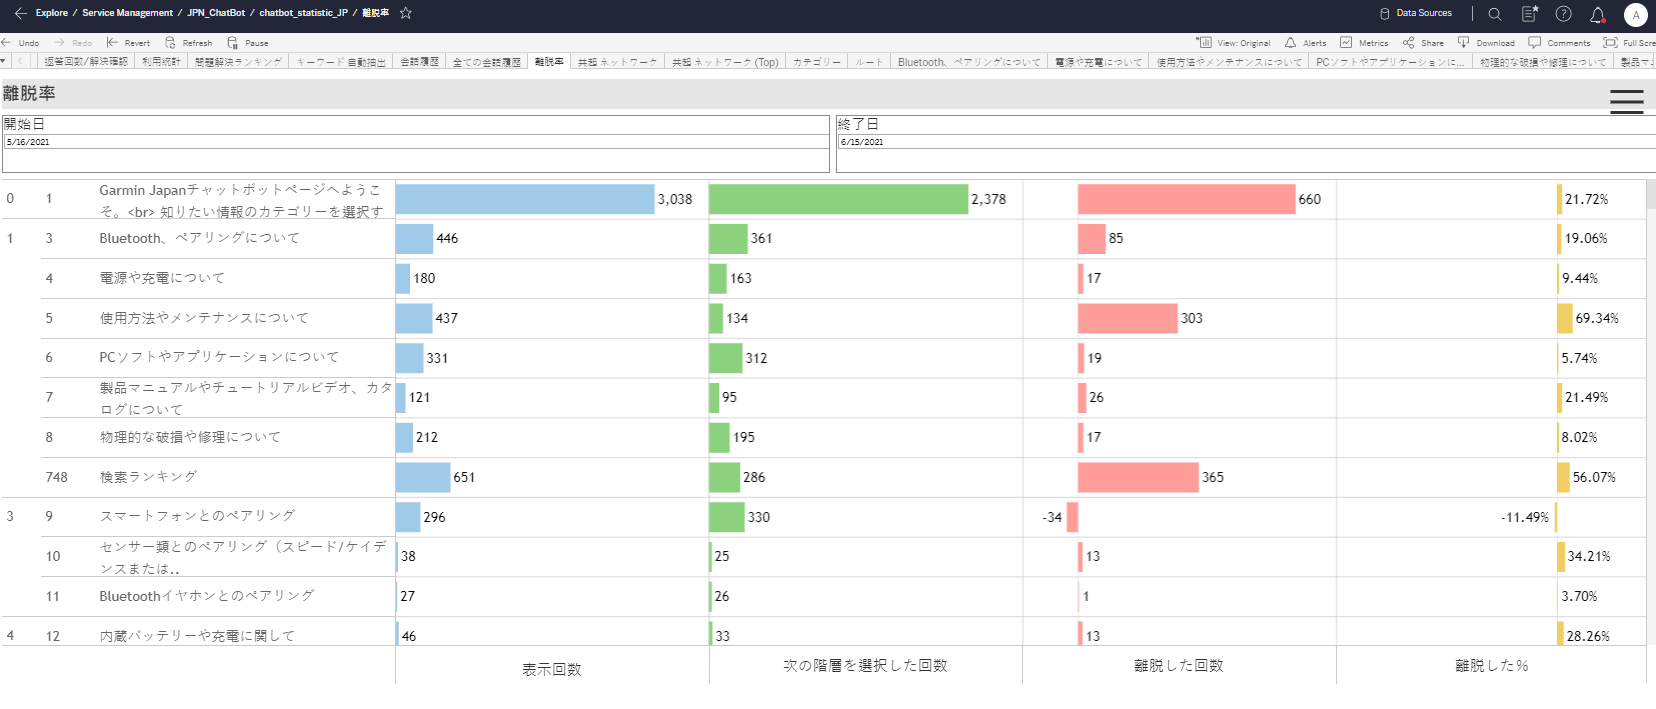 Explore / Service Management / JPN_ChatBot / chatbot_statistic_JP / 離脱率
Data Sources
A
Undo Redo Revert Refresh Pause
View: Original Alerts Metrics Share Download Comments Full Scre
返答回数/解決確認 利用統計 問題解決ランキング キーワード 自動抽出 会話履歴 全ての会話履歴 離脱率 共起 ネットワーク 共起 ネットワーク (Top) カテゴリー ルート Bluetooth、ペアリングについて 電源や充電について 使用方法やメンテナンスについて PCソフトやアプリケーションに... 物理的な破損や修理について 製品マ
離脱率
開始日
5/16/2021
終了日
6/15/2021
0 1 Garmin Japanチャットボットページへようこ
そ。<br> 知りたい情報のカテゴリーを選択す
3,038 2,378 660 21.72%
1 3 Bluetooth、ペアリングについて 446 361 85 19.06%
4 電源や充電について 180 163 17 9.44%
5 使用方法やメンテナンスについて 437 134 303 69.34%
6 PCソフトやアプリケーションについて 331 312 19 5.74%
7 製品マニュアルやチュートリアルビデオ、カタ
ログについて
121 95 26 21.49%
8 物理的な破損や修理について 212 195 17 8.02%
748 検索ランキング 651 286 365 56.07%
3 9 スマートフォンとのペアリング 296 330 -34 -11.49%
10 センサー類とのペアリング（スピード/ケイデ
ンスまたは..
38 25 13 34.21%
11 Bluetoothイヤホンとのペアリング 27 26 1 3.70%
4 12 内蔵バッテリーや充電に関して 46 33 13 28.26%
表示回数 次の階層を選択した回数 離脱した回数 離脱した%